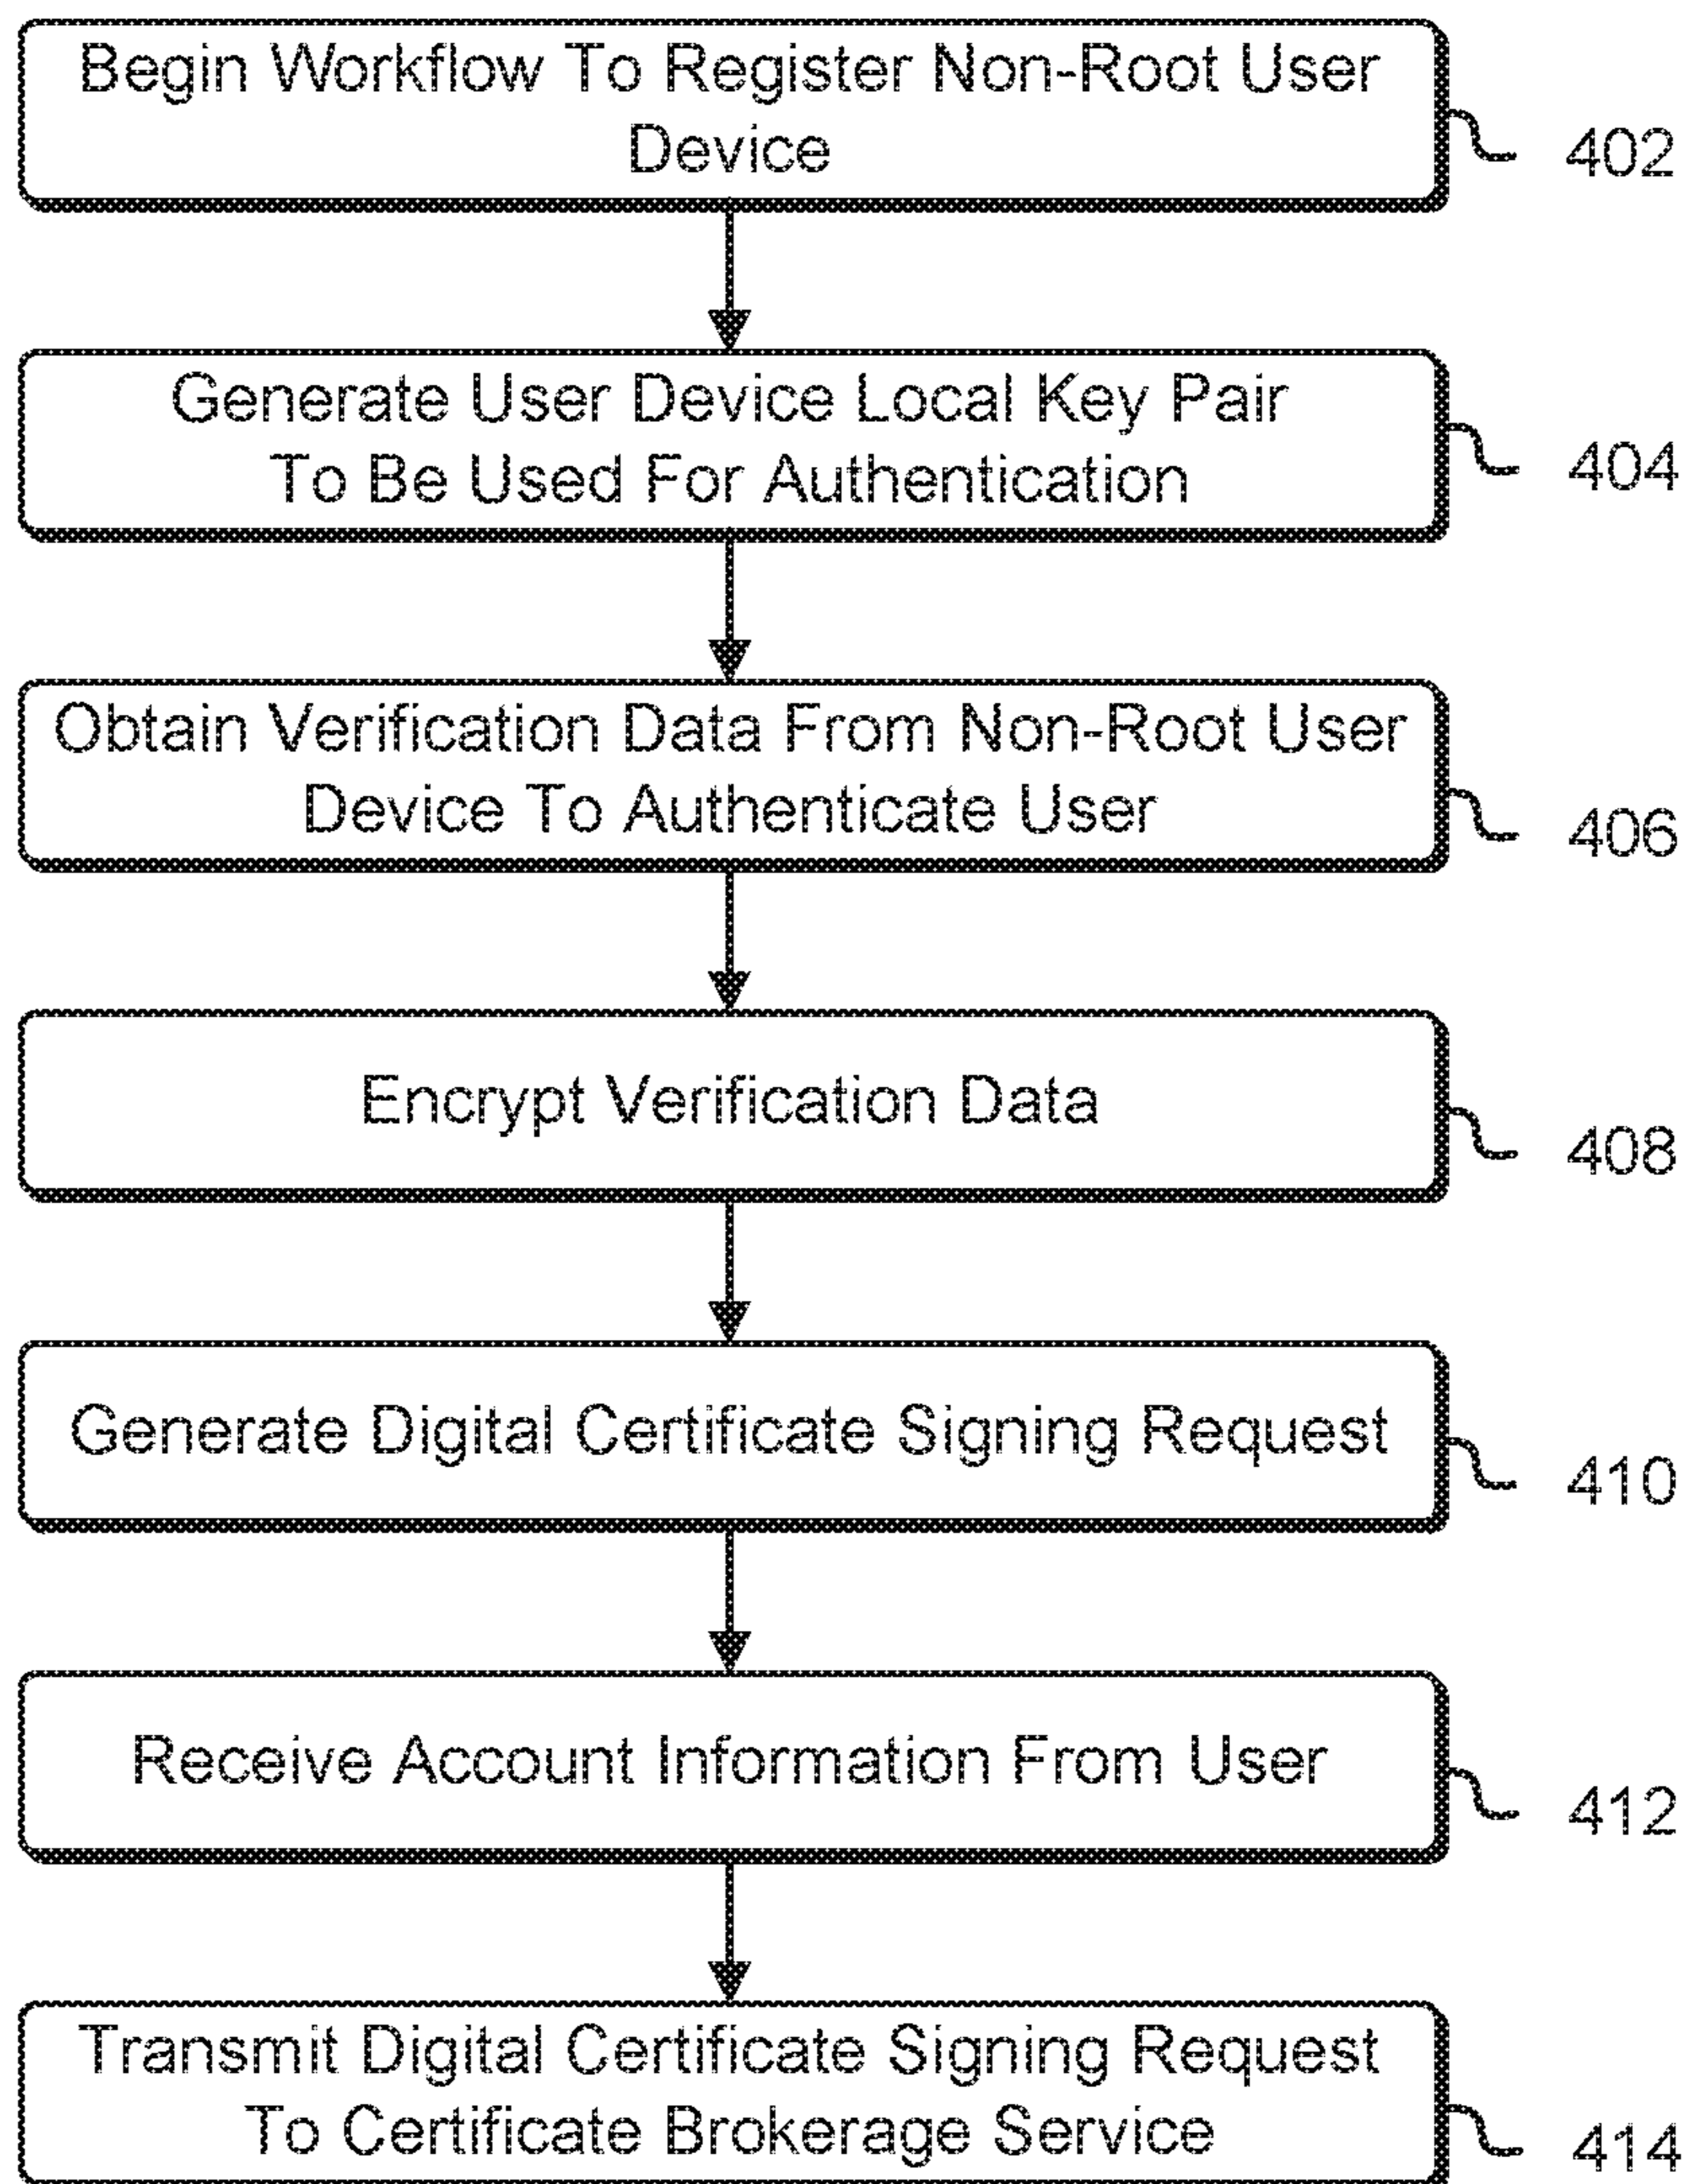 Begin Workflow To Register Non-Root User
Device
402
Generate User Device Local Key Pair
To Be Used For Authentication
404
Obtain Verification Data From Non-Root User
Device To Authenticate User
406
Encrypt Verification Data
408
Generate Digital Certificate Signing Request
410
Receive Account Information From User
412
Transmit Digital Certificate Signing Request
To Certificate Brokerage Service
414